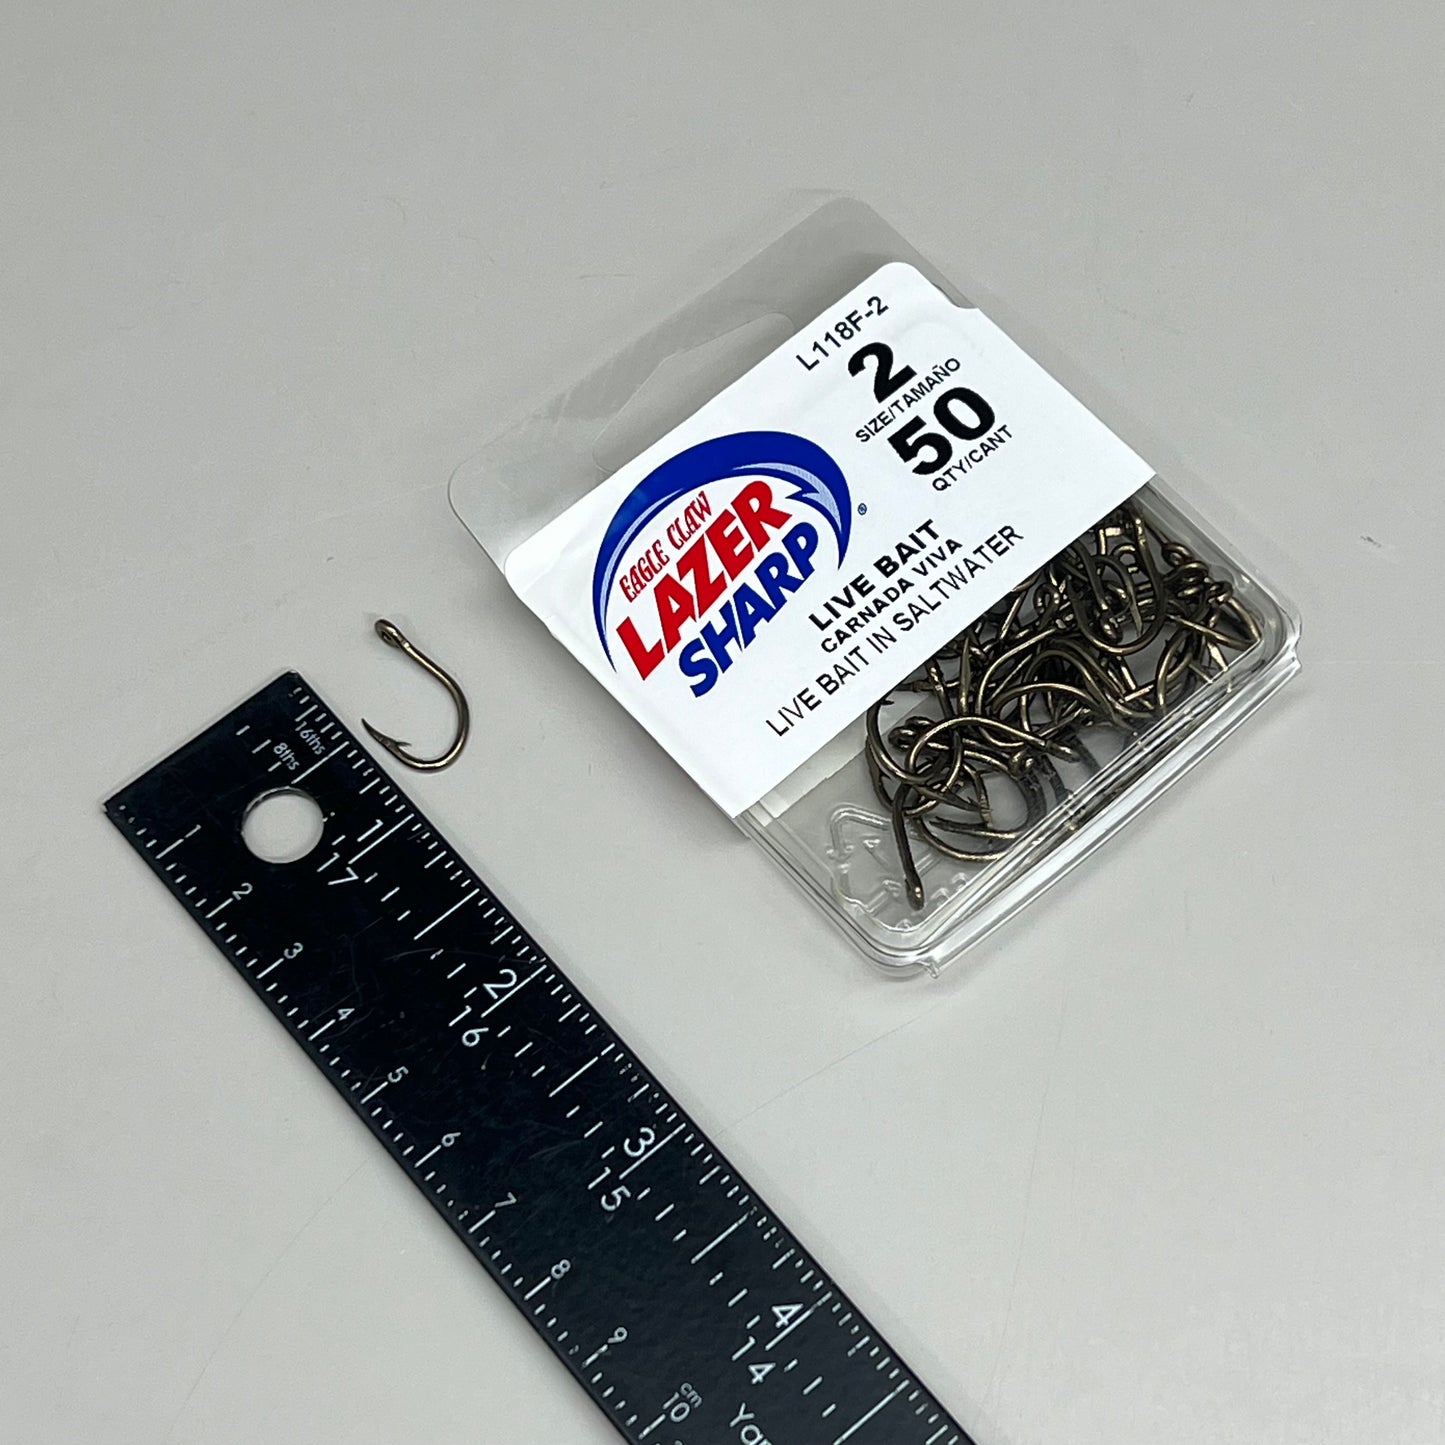 L118F-2
2
SIZE/TAMAÑO
50
QTY/CANT
EAGLE CLAW
LAZER
SHARP
®
LIVE BAIT
CARNADA VIVA
LIVE BAIT IN SALTWATER
16ths
8ths
1
2
3
4
17
16
15
14
1
2
3
4
5
6
7
8
9
cm
10